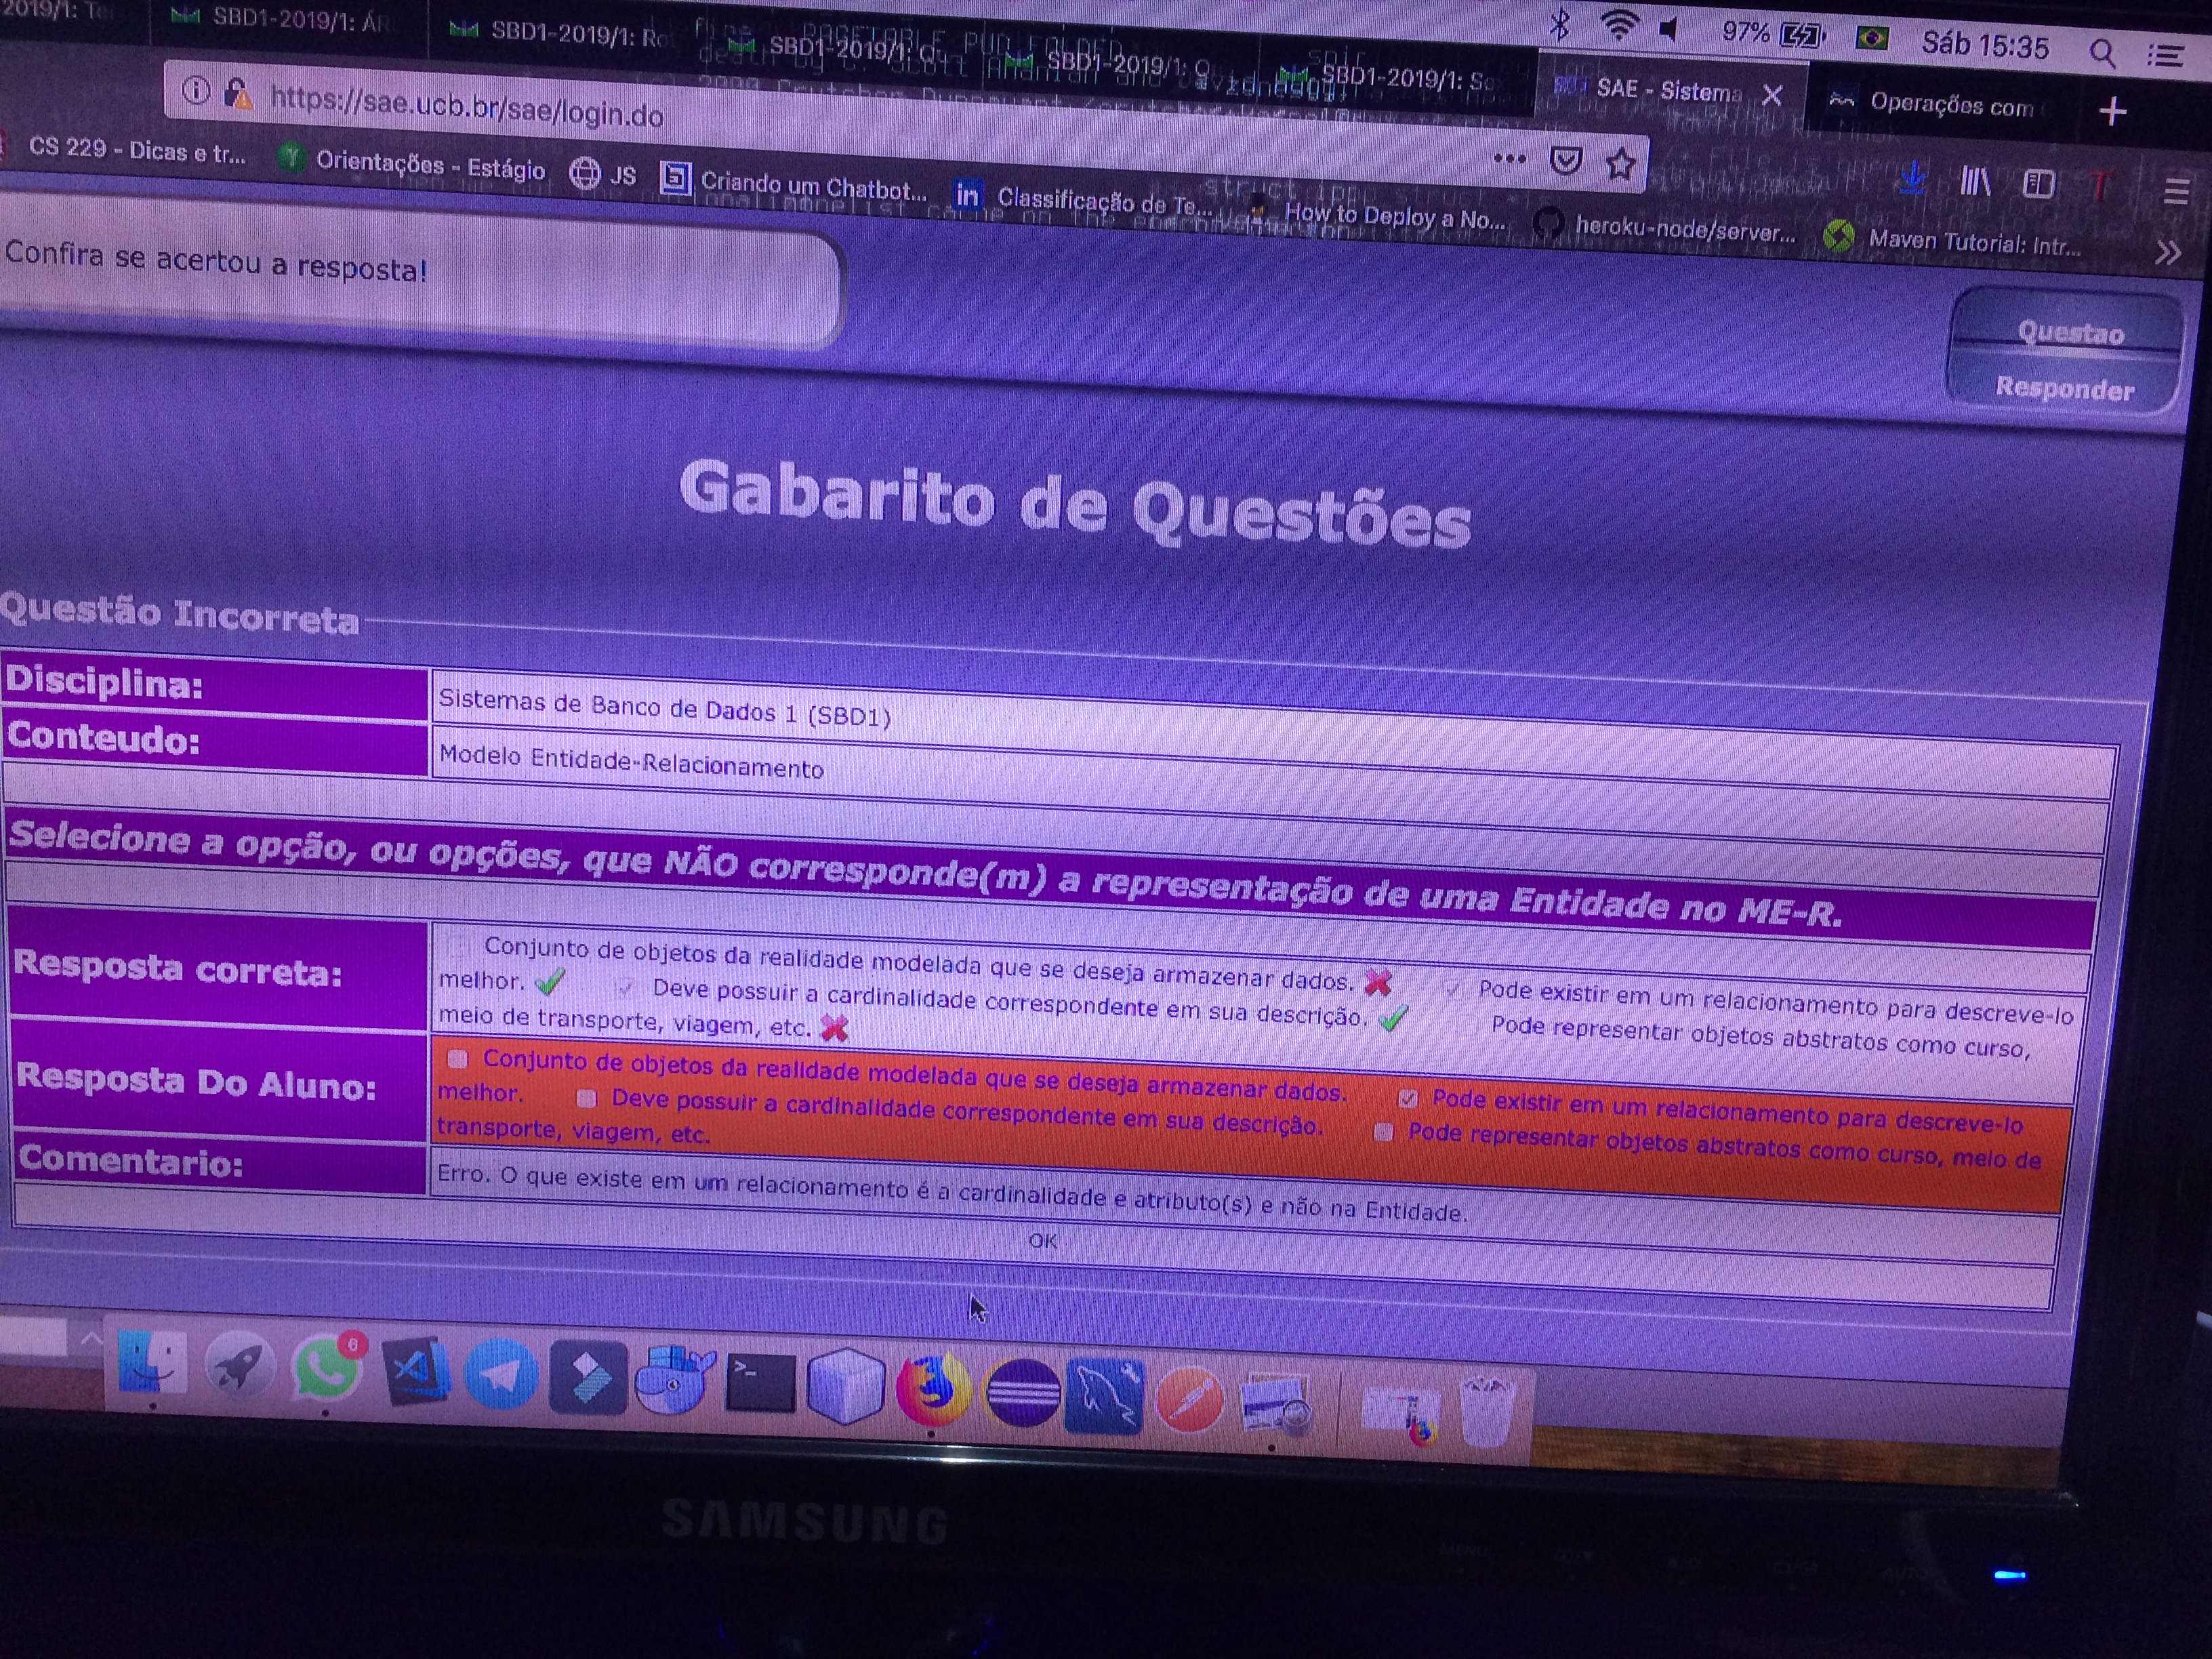 2019/1:
SBD1-2019/1: ÁR
SBD1-2019/1: Ro
SBD1-2019/1: Qu
SBD1-2019/1: Qu
SBD1-2019/1: Se
SAE - Sistema
Operações com
97%
Sáb 15:35
https://sae.ucb.br/sae/login.do
CS 229 - Dicas e tr...
Orientações - Estágio
JS
Criando um Chatbot...
in
Classificação de Te...
How to Deploy a No...
heroku-node/server...
Maven Tutorial: Intr...
Confira se acertou a resposta!
Questao
Responder
Gabarito de Questões
Questão Incorreta
Disciplina:
Sistemas de Banco de Dados 1 (SBD1)
Conteudo:
Modelo Entidade-Relacionamento
Selecione a opção, ou opções, que NÃO corresponde(m) a representação de uma Entidade no ME-R.
Resposta correta:
Conjunto de objetos da realidade modelada que se deseja armazenar dados. Pode existir em um relacionamento para descreve-lo
melhor. Deve possuir a cardinalidade correspondente em sua descrição. Pode representar objetos abstratos como curso,
meio de transporte, viagem, etc.
Resposta Do Aluno:
Conjunto de objetos da realidade modelada que se deseja armazenar dados. Pode existir em um relacionamento para descreve-lo
melhor. Deve possuir a cardinalidade correspondente em sua descrição. Pode representar objetos abstratos como curso, meio de
transporte, viagem, etc.
Comentario:
Erro. O que existe em um relacionamento é a cardinalidade e atributo(s) e não na Entidade.
OK
6
SAMSUNG
MENU